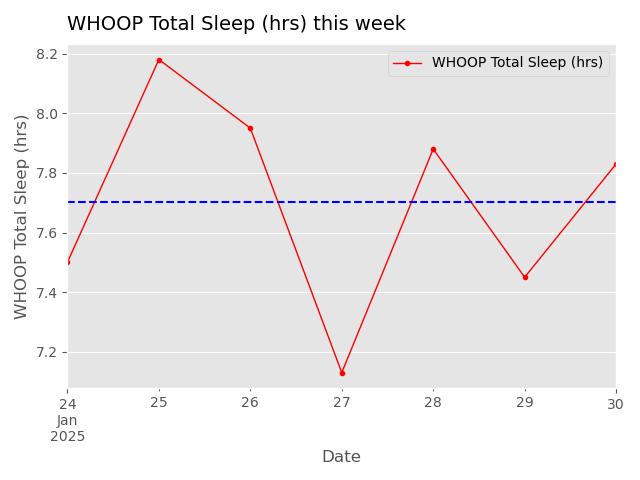 WHOOP Total Sleep (hrs) this week
WHOOP Total Sleep (hrs)
WHOOP Total Sleep (hrs)
8.2
8.0
7.8
7.6
7.4
7.2
24 25 26 27 28 29 30
Jan
2025
Date